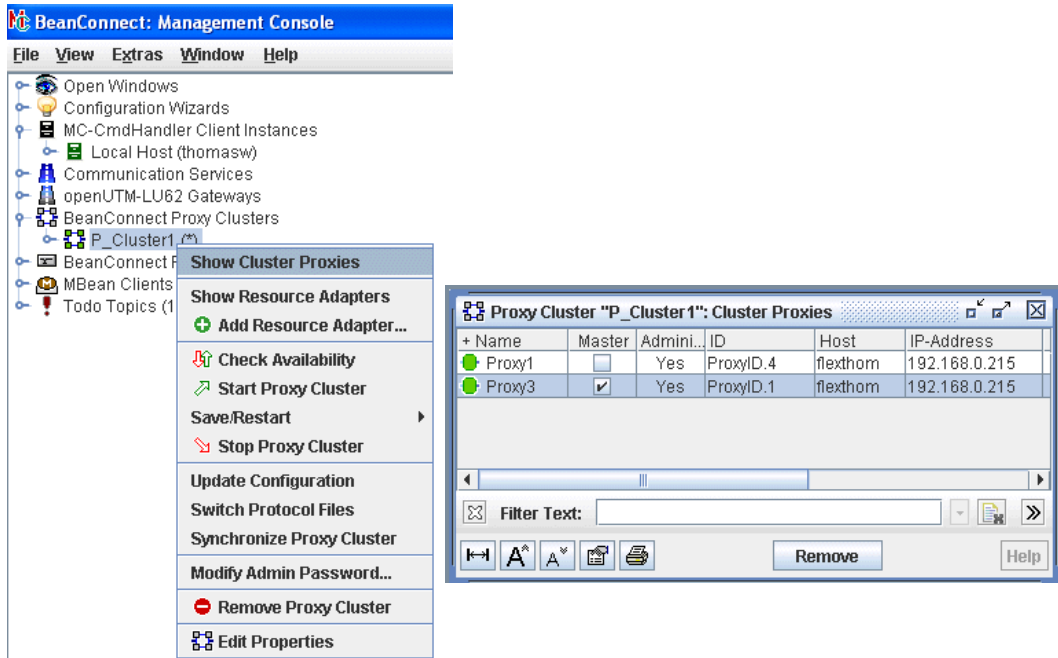 BeanConnect: Management Console
File View Extras Window Help
Open Windows
Configuration Wizards
MC-CmdHandler Client Instances
Local Host (thomasw)
Communication Services
openUTM-LU62 Gateways
BeanConnect Proxy Clusters
P_Cluster1 (*)
BeanConnect
MBean Clients
Todo Topics (1
Show Cluster Proxies
Show Resource Adapters
Add Resource Adapter...
Check Availability
Start Proxy Cluster
Save/Restart
Stop Proxy Cluster
Update Configuration
Switch Protocol Files
Synchronize Proxy Cluster
Modify Admin Password...
Remove Proxy Cluster
Edit Properties
Proxy Cluster "P_Cluster1": Cluster Proxies
+ Name Master Admini... ID Host IP-Address
Proxy1 Yes ProxyID.4 flexthom 192.168.0.215
Proxy3 Yes ProxyID.1 flexthom 192.168.0.215
Filter Text:
A A Remove Help